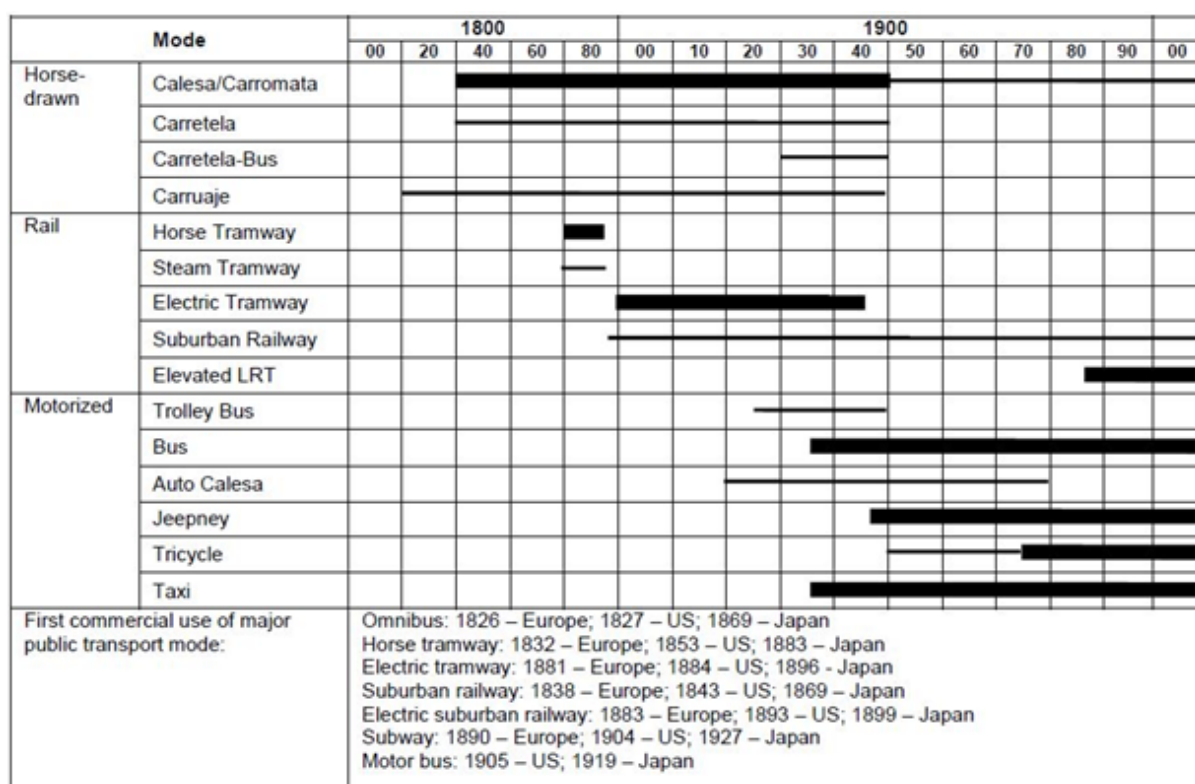 Mode
1800
1900
00 20 40 60 80 00 10 20 30 40 50 60 70 80 90 00
Horse-
drawn
Calesa/Carromata
Carretela
Carretela-Bus
Carruaje
Rail
Horse Tramway
Steam Tramway
Electric Tramway
Suburban Railway
Elevated LRT
Motorized
Trolley Bus
Bus
Auto Calesa
Jeepney
Tricycle
Taxi
First commercial use of major
public transport mode:
Omnibus: 1826 – Europe; 1827 – US; 1869 – Japan
Horse tramway: 1832 – Europe; 1853 – US; 1883 – Japan
Electric tramway: 1881 – Europe; 1884 – US; 1896 - Japan
Suburban railway: 1838 – Europe; 1843 – US; 1869 – Japan
Electric suburban railway: 1883 – Europe; 1893 – US; 1899 – Japan
Subway: 1890 – Europe; 1904 – US; 1927 – Japan
Motor bus: 1905 – US; 1919 – Japan